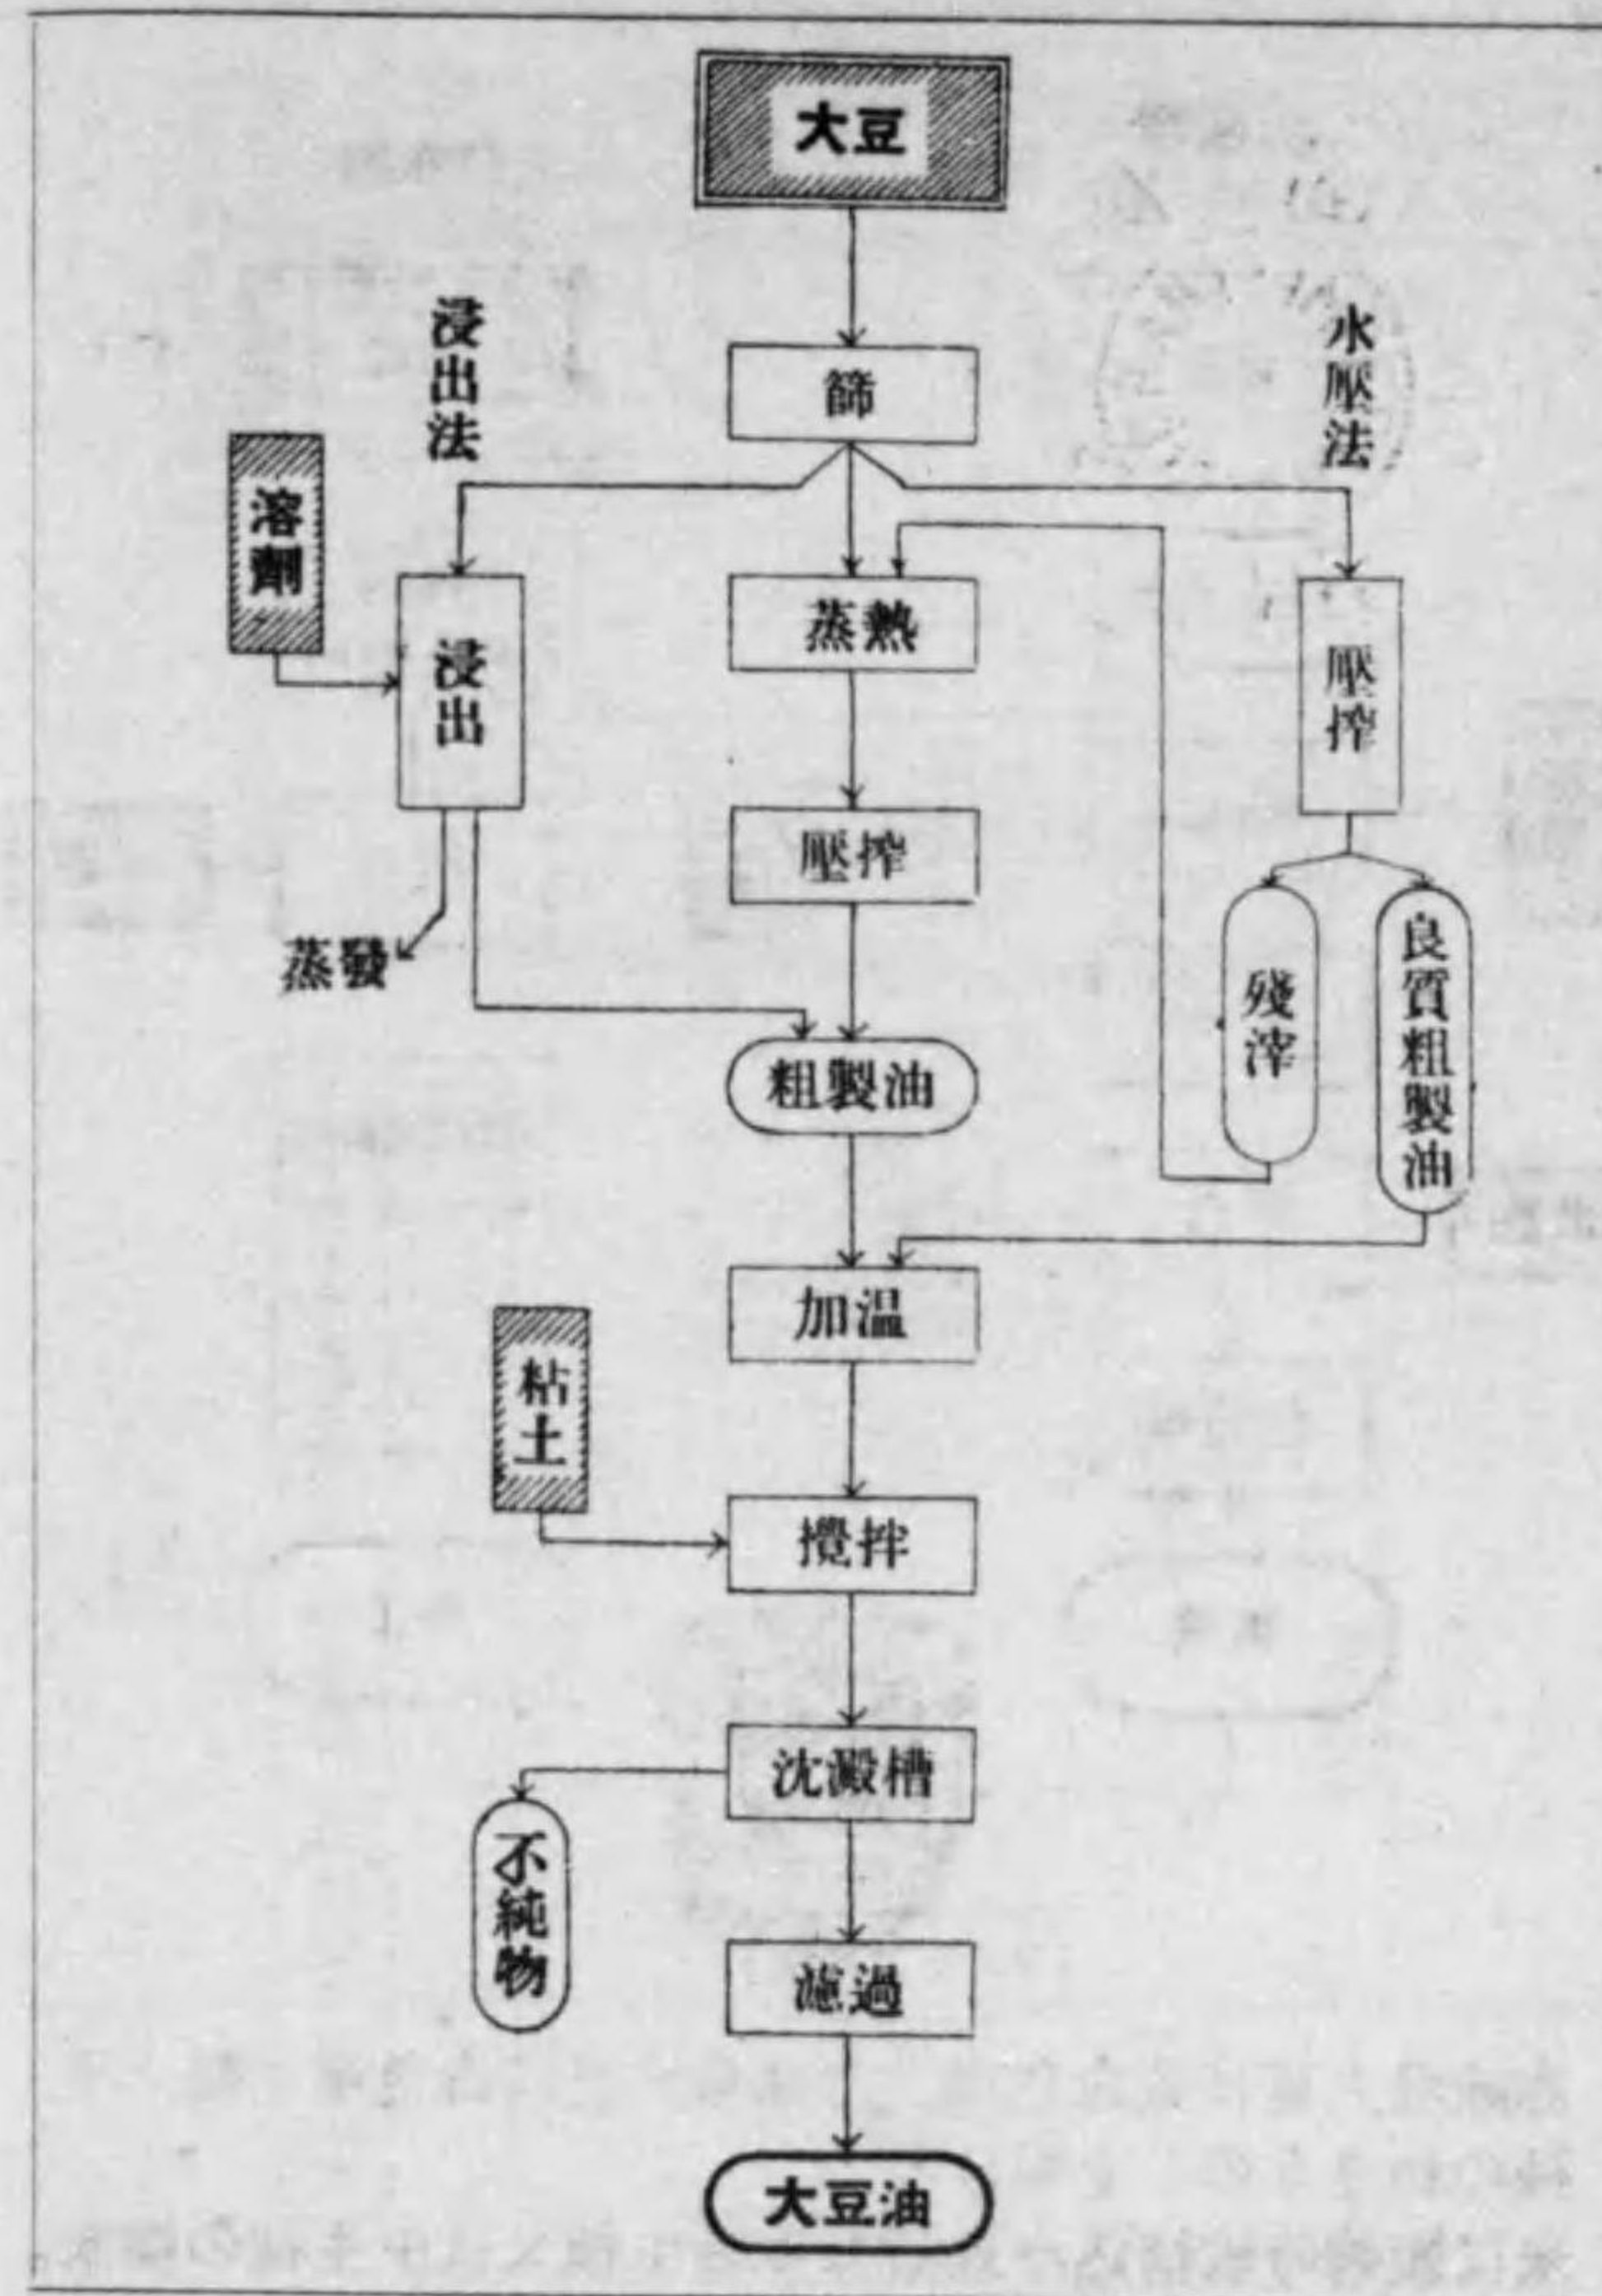 大豆
篩
浸出法
水壓法
溶劑
浸出
蒸熱
壓搾
壓搾
蒸發
粗製油
殘滓
良質粗製油
加温
粘土
攪拌
沈澱槽
不純物
濾過
大豆油